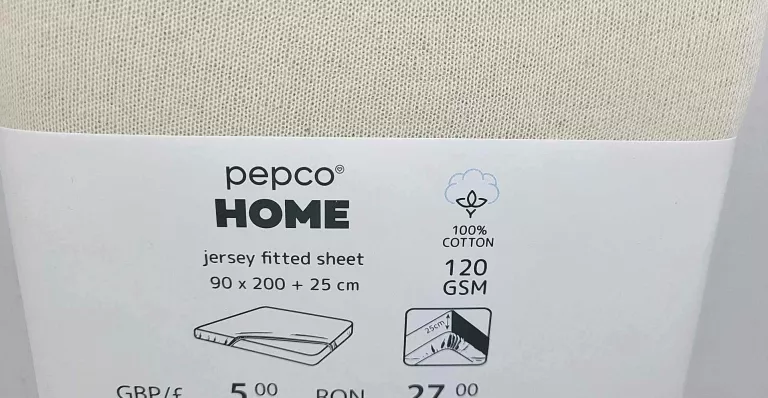 pepco
HOME
jersey fitted sheet
90 x 200 + 25 cm
100%
COTTON
120
GSM
25cm
GBP/£ 5 00 RON 27 00